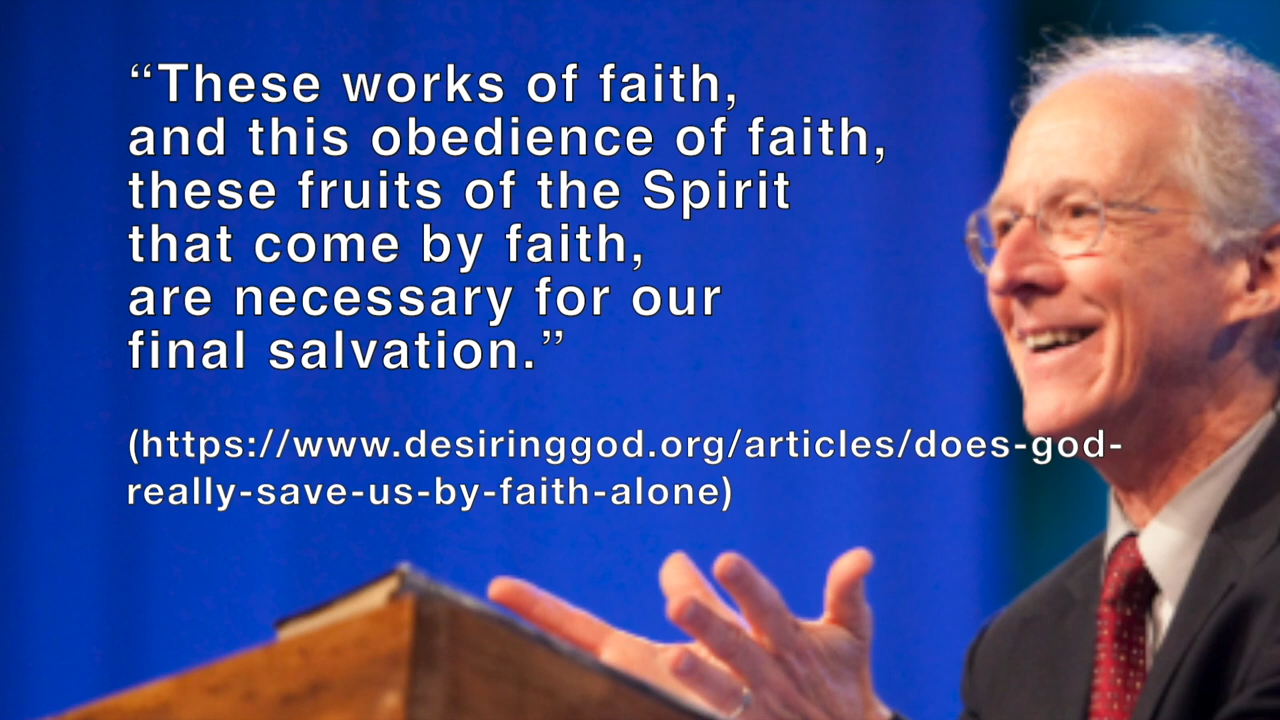 “These works of faith,
and this obedience of faith,
these fruits of the Spirit
that come by faith,
are necessary for our
final salvation.”
(https://www.desiringgod.org/articles/does-god-
really-save-us-by-faith-alone)